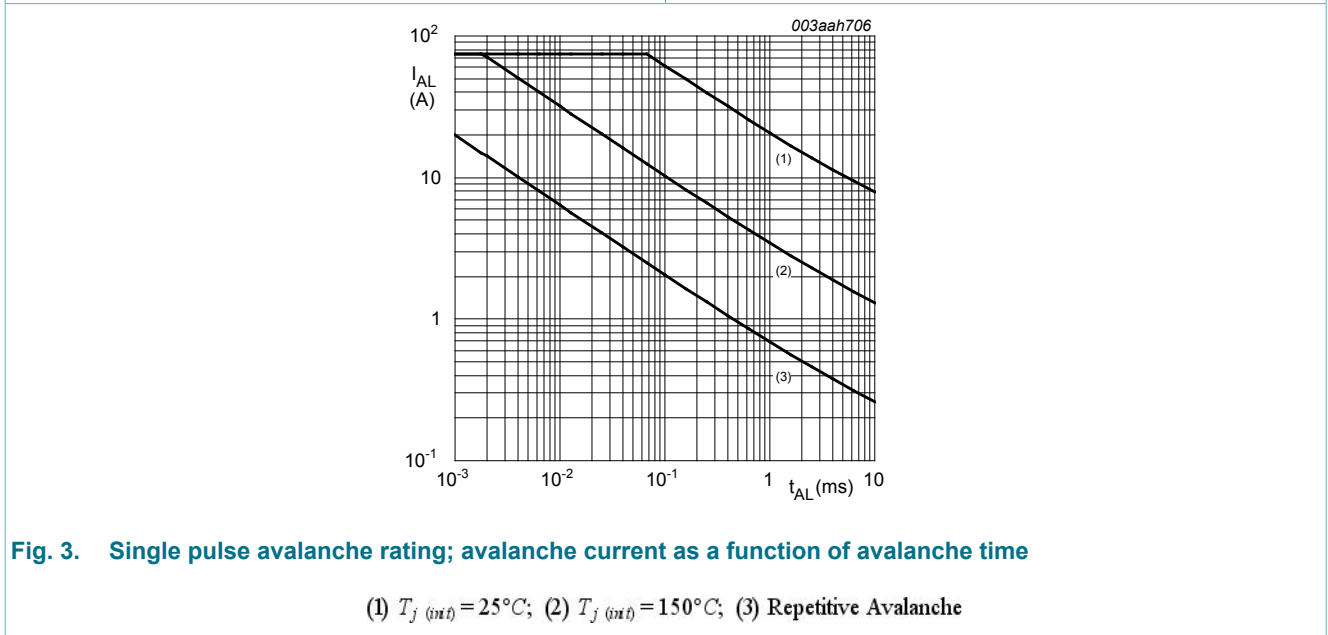 003aah706
10²
I_AL
(A)
(1)
10
(2)
1
(3)
10⁻¹
10⁻³ 10⁻² 10⁻¹ 1 t_AL (ms) 10
Fig. 3. Single pulse avalanche rating; avalanche current as a function of avalanche time
(1) T_j (init) = 25°C; (2) T_j (init) = 150°C; (3) Repetitive Avalanche